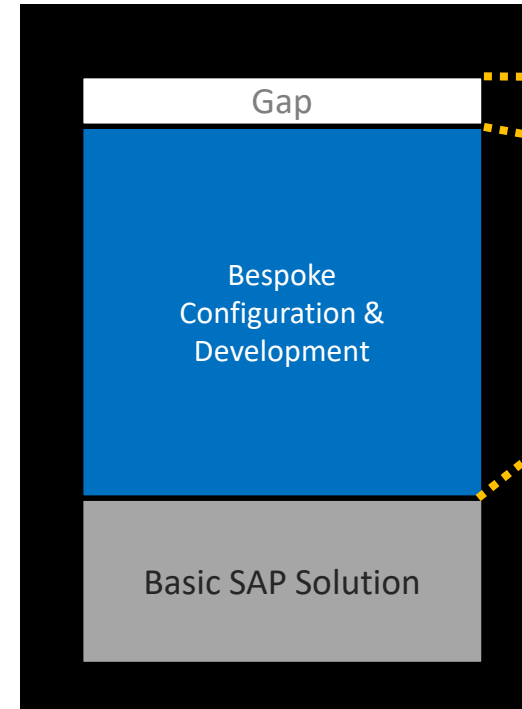 Gap
Bespoke
Configuration &
Development
Basic SAP Solution